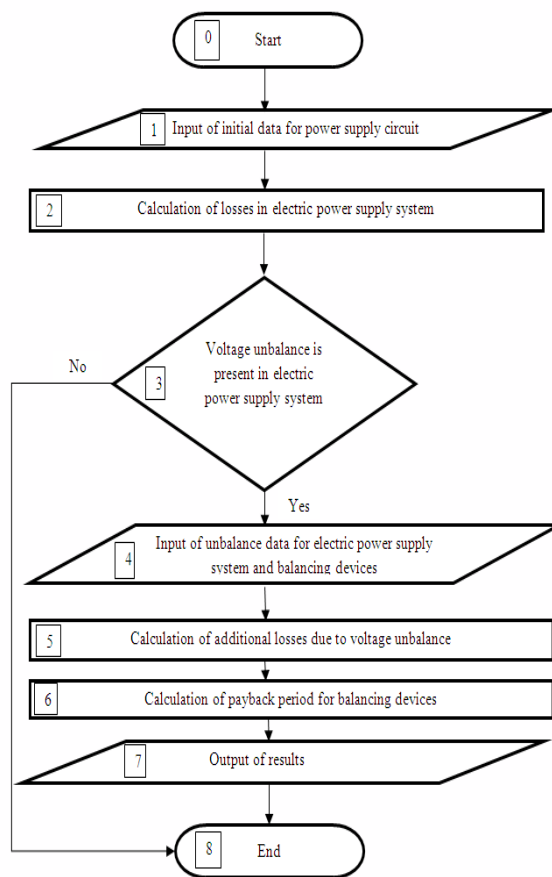 0
Start
1
Input of initial data for power supply circuit
2
Calculation of losses in electric power supply system
3
Voltage unbalance is
present in electric
power supply system
No
Yes
4
Input of unbalance data for electric power supply
system and balancing devices
5
Calculation of additional losses due to voltage unbalance
6
Calculation of payback period for balancing devices
7
Output of results
8
End